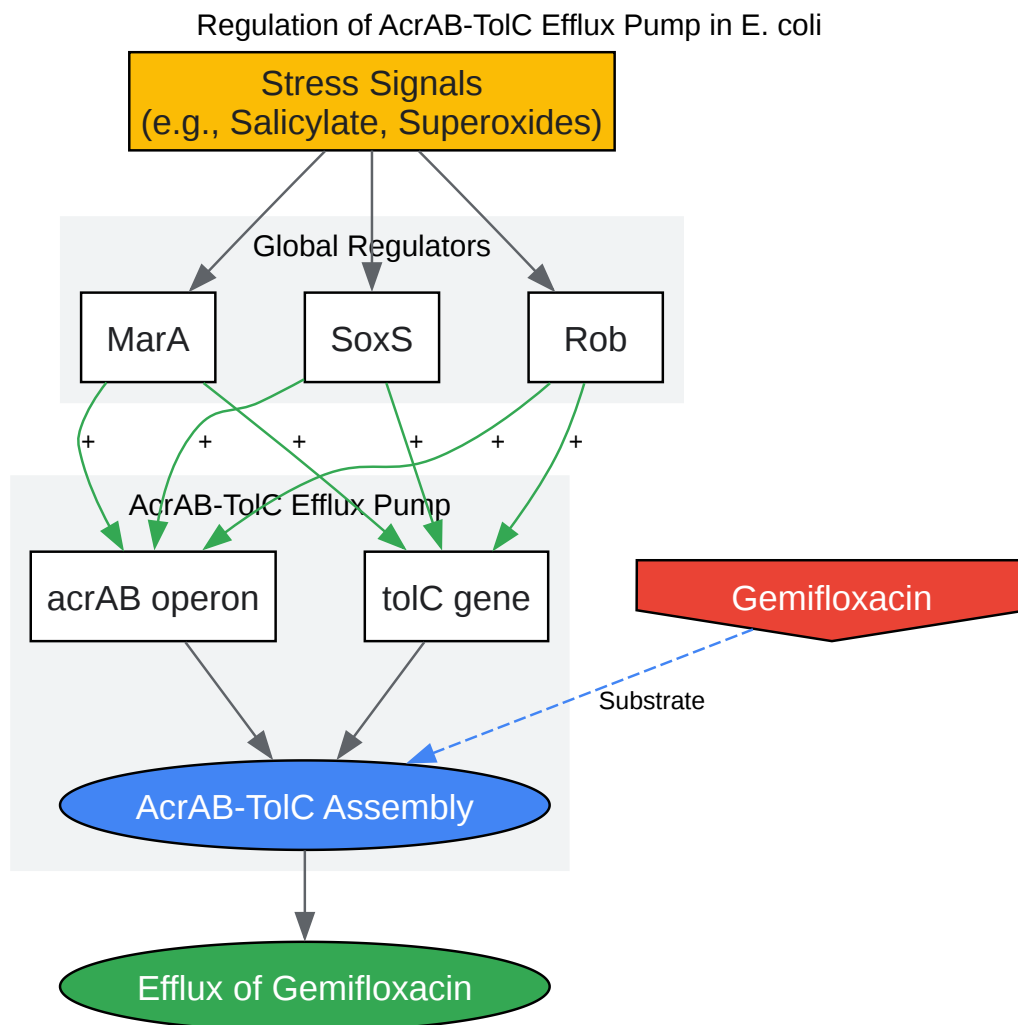 Regulation of AcrAB-TolC Efflux Pump in E. coli
Stress Signals
(e.g., Salicylate, Superoxides)
Global Regulators
MarA
SoxS
Rob
+
+
+
+
+
+
AcrAB-TolC Efflux Pump
acrAB operon
tolC gene
Gemifloxacin
Substrate
AcrAB-TolC Assembly
Efflux of Gemifloxacin